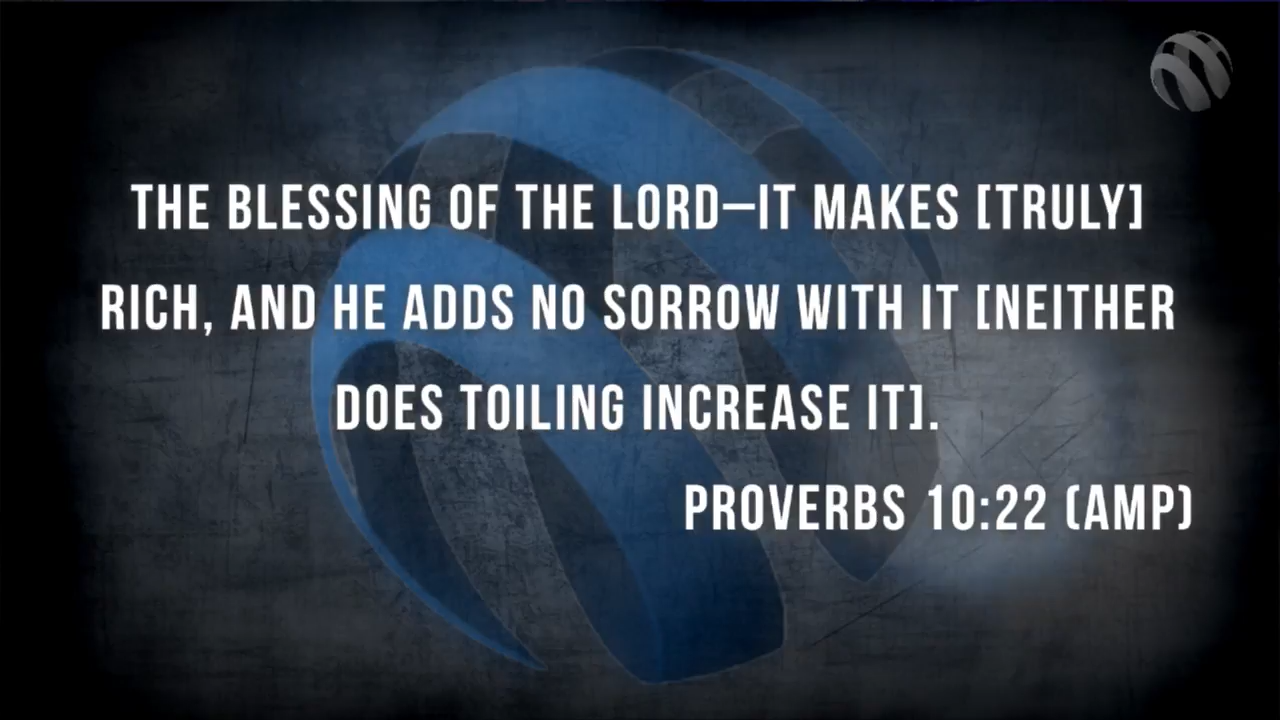 THE BLESSING OF THE LORD—IT MAKES [TRULY]
RICH, AND HE ADDS NO SORROW WITH IT [NEITHER
DOES TOILING INCREASE IT].
PROVERBS 10:22 (AMP)